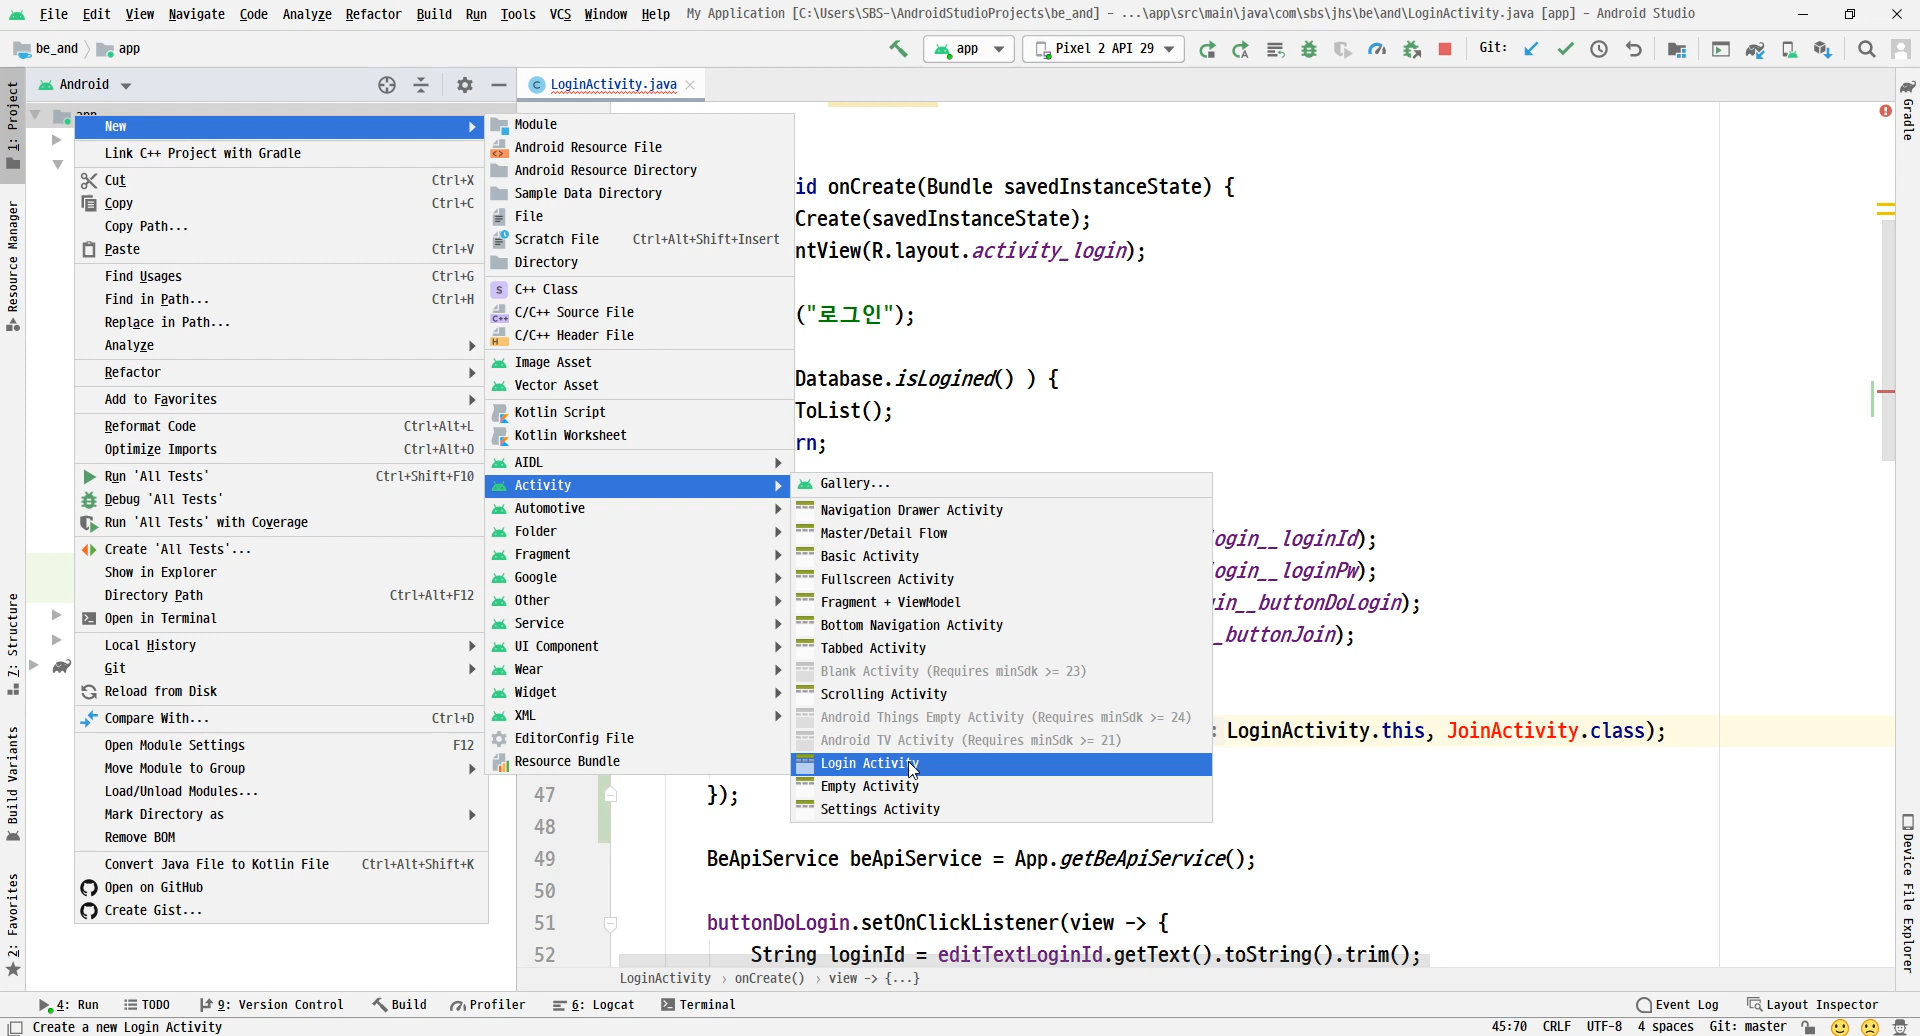 File Edit View Navigate Code Analyze Refactor Build Run Tools VCS Window Help My Application [C:\Users\SBS-\AndroidStudioProjects\be_and] - ...\app\src\main\java\com\sbs\jhs\be\and\LoginActivity.java [app] - Android Studio
be_and app app Pixel 2 API 29 Git:
Android LoginActivity.java
1: Project
Resource Manager
7: Structure
Build Variants
2: Favorites
New
Link C++ Project with Gradle
Cut Ctrl+X
Copy Ctrl+C
Copy Path...
Paste Ctrl+V
Find Usages Ctrl+G
Find in Path... Ctrl+H
Replace in Path...
Analyze
Refactor
Add to Favorites
Reformat Code Ctrl+Alt+L
Optimize Imports Ctrl+Alt+O
Run 'All Tests' Ctrl+Shift+F10
Debug 'All Tests'
Run 'All Tests' with Coverage
Create 'All Tests'...
Show in Explorer
Directory Path Ctrl+Alt+F12
Open in Terminal
Local History
Git
Reload from Disk
Compare With... Ctrl+D
Open Module Settings F12
Move Module to Group
Load/Unload Modules...
Mark Directory as
Remove BOM
Convert Java File to Kotlin File Ctrl+Alt+Shift+K
Open on GitHub
Create Gist...
Module
Android Resource File
Android Resource Directory
Sample Data Directory
File
Scratch File Ctrl+Alt+Shift+Insert
Directory
C++ Class
C/C++ Source File
C/C++ Header File
Image Asset
Vector Asset
Kotlin Script
Kotlin Worksheet
AIDL
Activity
Automotive
Folder
Fragment
Google
Other
Service
UI Component
Wear
Widget
XML
EditorConfig File
Resource Bundle
Gallery...
Navigation Drawer Activity
Master/Detail Flow
Basic Activity
Fullscreen Activity
Fragment + ViewModel
Bottom Navigation Activity
Tabbed Activity
Blank Activity (Requires minSdk >= 23)
Scrolling Activity
Android Things Empty Activity (Requires minSdk >= 24)
Android TV Activity (Requires minSdk >= 21)
Login Activity
Empty Activity
Settings Activity
id onCreate(Bundle savedInstanceState) {
Create(savedInstanceState);
ntView(R.layout.activity_login);
("로그인");
Database.isLogined() ) {
ToList();
rn;
ogin__loginId);
ogin__loginPw);
in__buttonDoLogin);
_buttonJoin);
: LoginActivity.this, JoinActivity.class);
47 });
48
49 BeApiService beApiService = App.getBeApiService();
50
51 buttonDoLogin.setOnClickListener(view -> {
52 String loginId = editTextLoginId.getText().toString().trim();
LoginActivity › onCreate() › view -> {...}
Gradle
Device File Explorer
4: Run TODO 9: Version Control Build Profiler 6: Logcat Terminal Event Log Layout Inspector
Create a new Login Activity 45:70 CRLF UTF-8 4 spaces Git: master